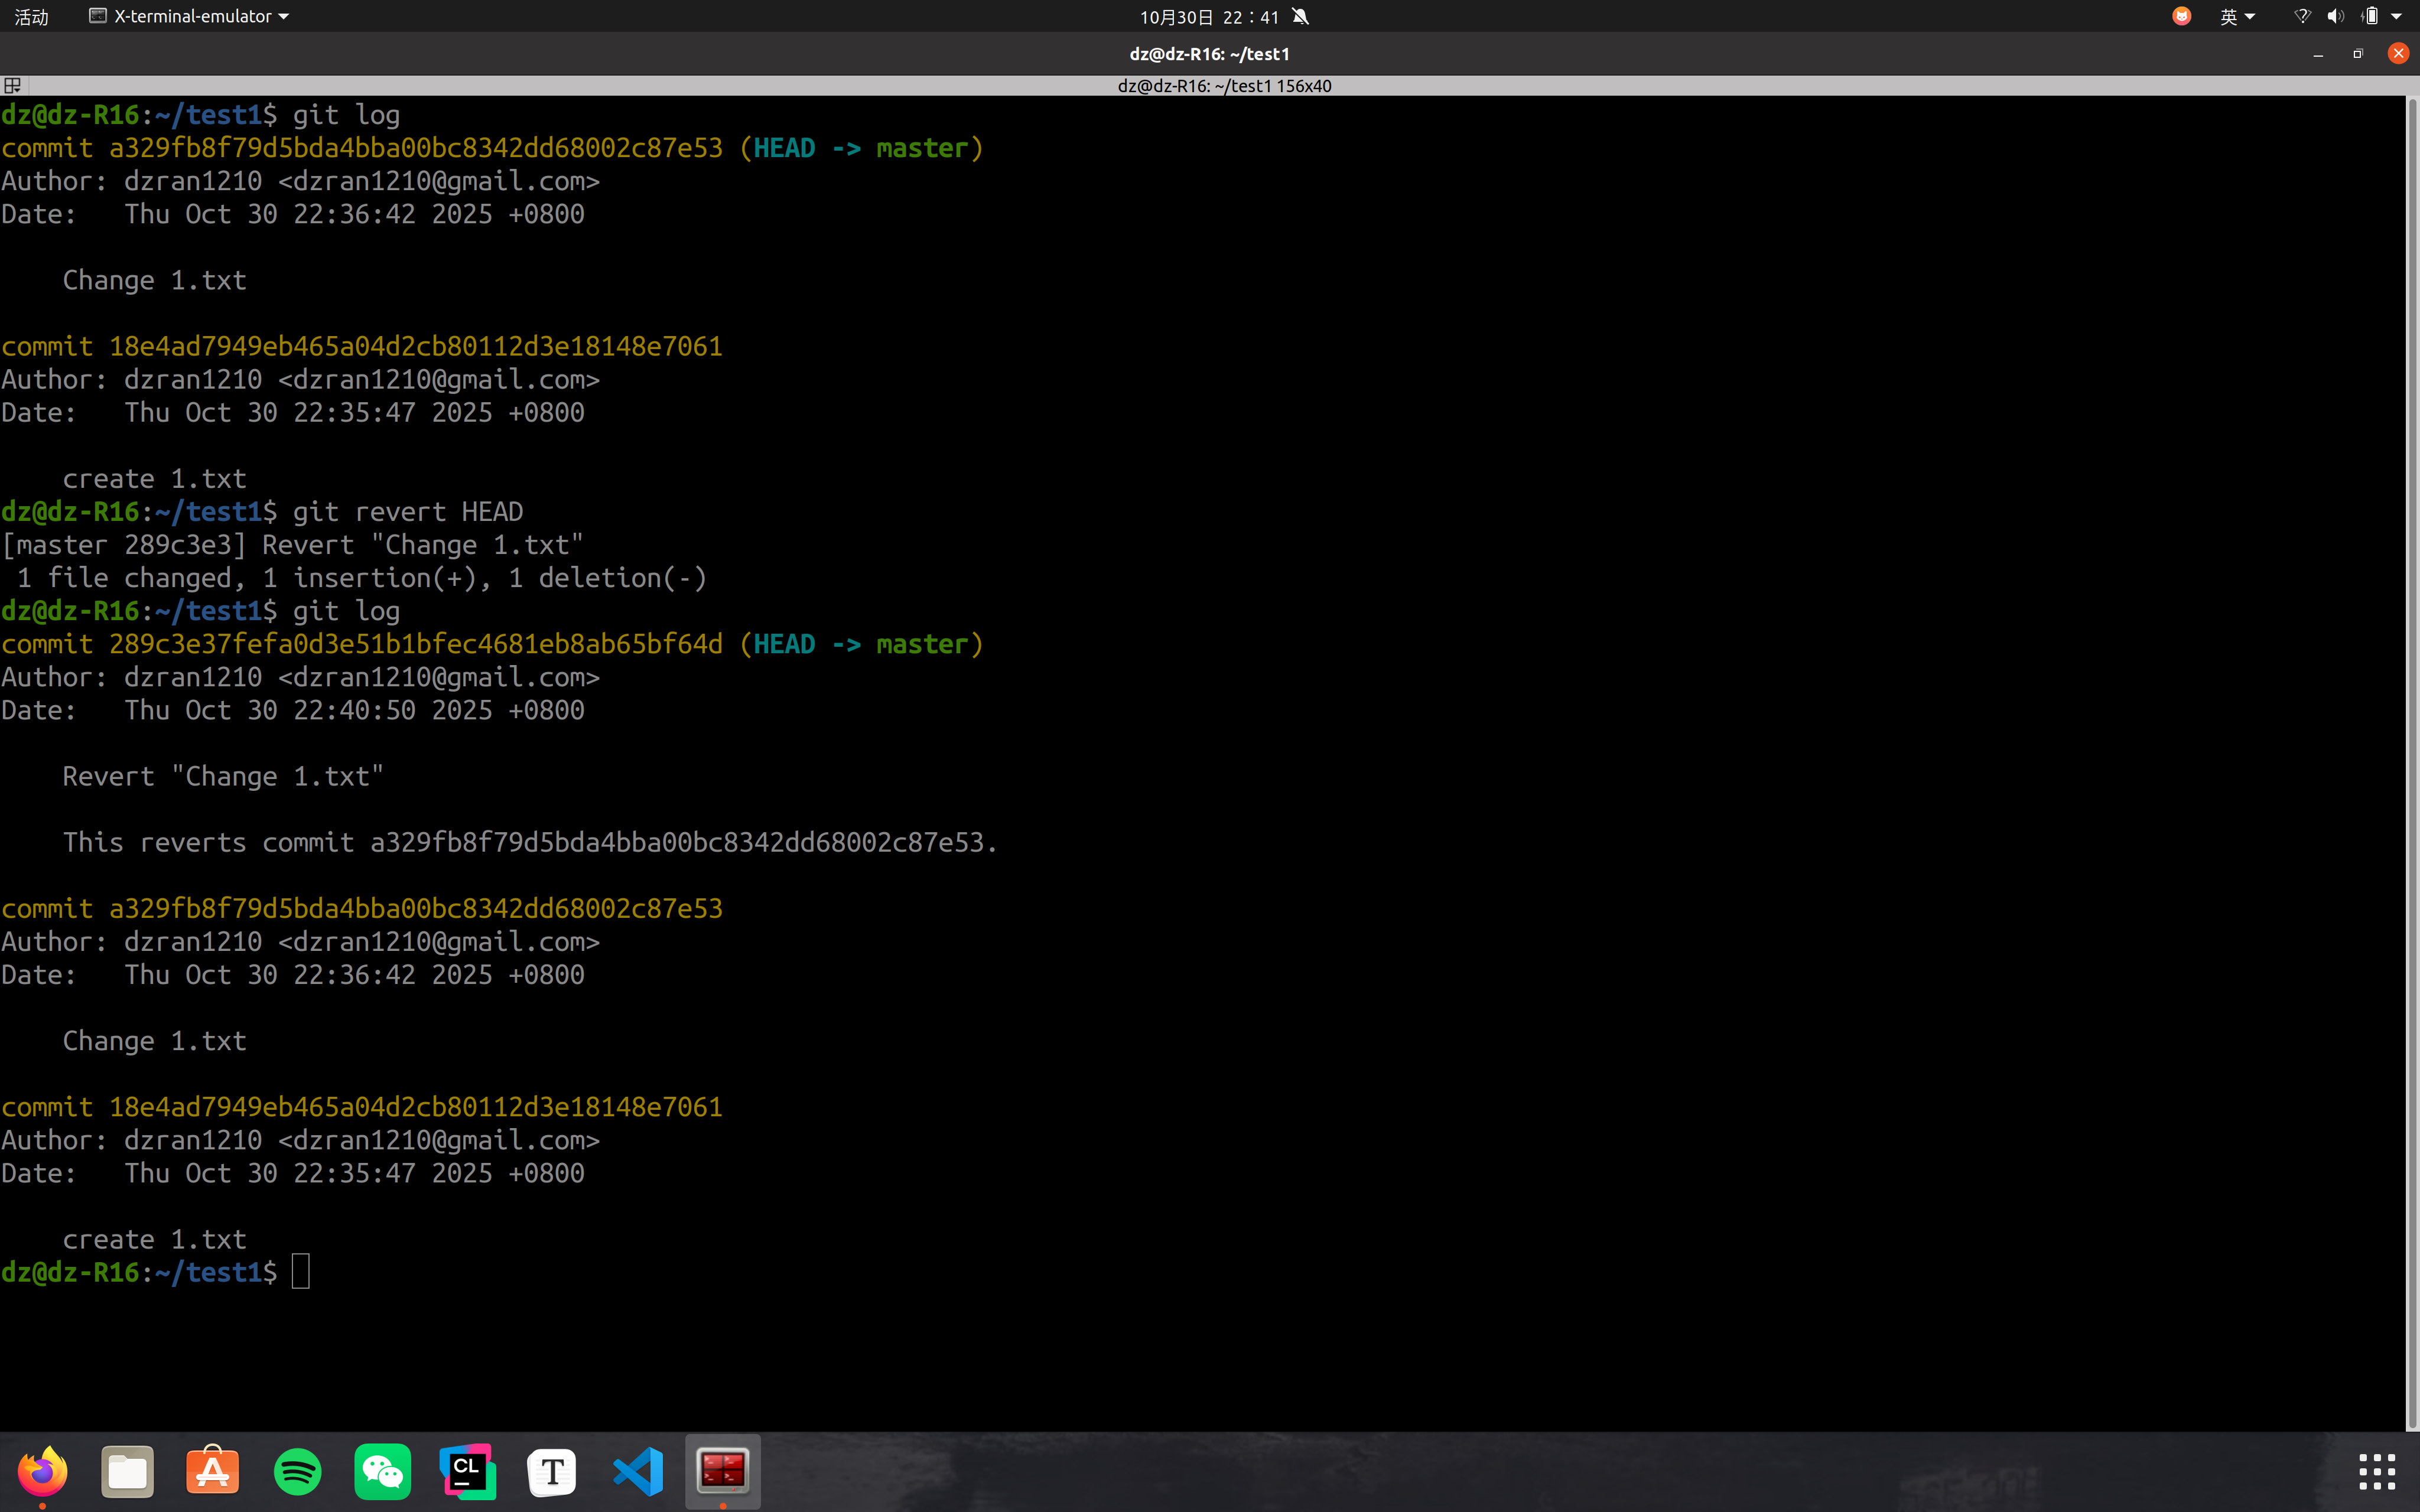 活动 X-terminal-emulator 10月30日 22：41 英
dz@dz-R16: ~/test1
dz@dz-R16: ~/test1 156x40
dz@dz-R16:~/test1$ git log
commit a329fb8f79d5bda4bba00bc8342dd68002c87e53 (HEAD -> master)
Author: dzran1210 <dzran1210@gmail.com>
Date:   Thu Oct 30 22:36:42 2025 +0800
    Change 1.txt
commit 18e4ad7949eb465a04d2cb80112d3e18148e7061
Author: dzran1210 <dzran1210@gmail.com>
Date:   Thu Oct 30 22:35:47 2025 +0800
    create 1.txt
dz@dz-R16:~/test1$ git revert HEAD
[master 289c3e3] Revert "Change 1.txt"
 1 file changed, 1 insertion(+), 1 deletion(-)
dz@dz-R16:~/test1$ git log
commit 289c3e37fefa0d3e51b1bfec4681eb8ab65bf64d (HEAD -> master)
Author: dzran1210 <dzran1210@gmail.com>
Date:   Thu Oct 30 22:40:50 2025 +0800
    Revert "Change 1.txt"
    This reverts commit a329fb8f79d5bda4bba00bc8342dd68002c87e53.
commit a329fb8f79d5bda4bba00bc8342dd68002c87e53
Author: dzran1210 <dzran1210@gmail.com>
Date:   Thu Oct 30 22:36:42 2025 +0800
    Change 1.txt
commit 18e4ad7949eb465a04d2cb80112d3e18148e7061
Author: dzran1210 <dzran1210@gmail.com>
Date:   Thu Oct 30 22:35:47 2025 +0800
    create 1.txt
dz@dz-R16:~/test1$
CL T